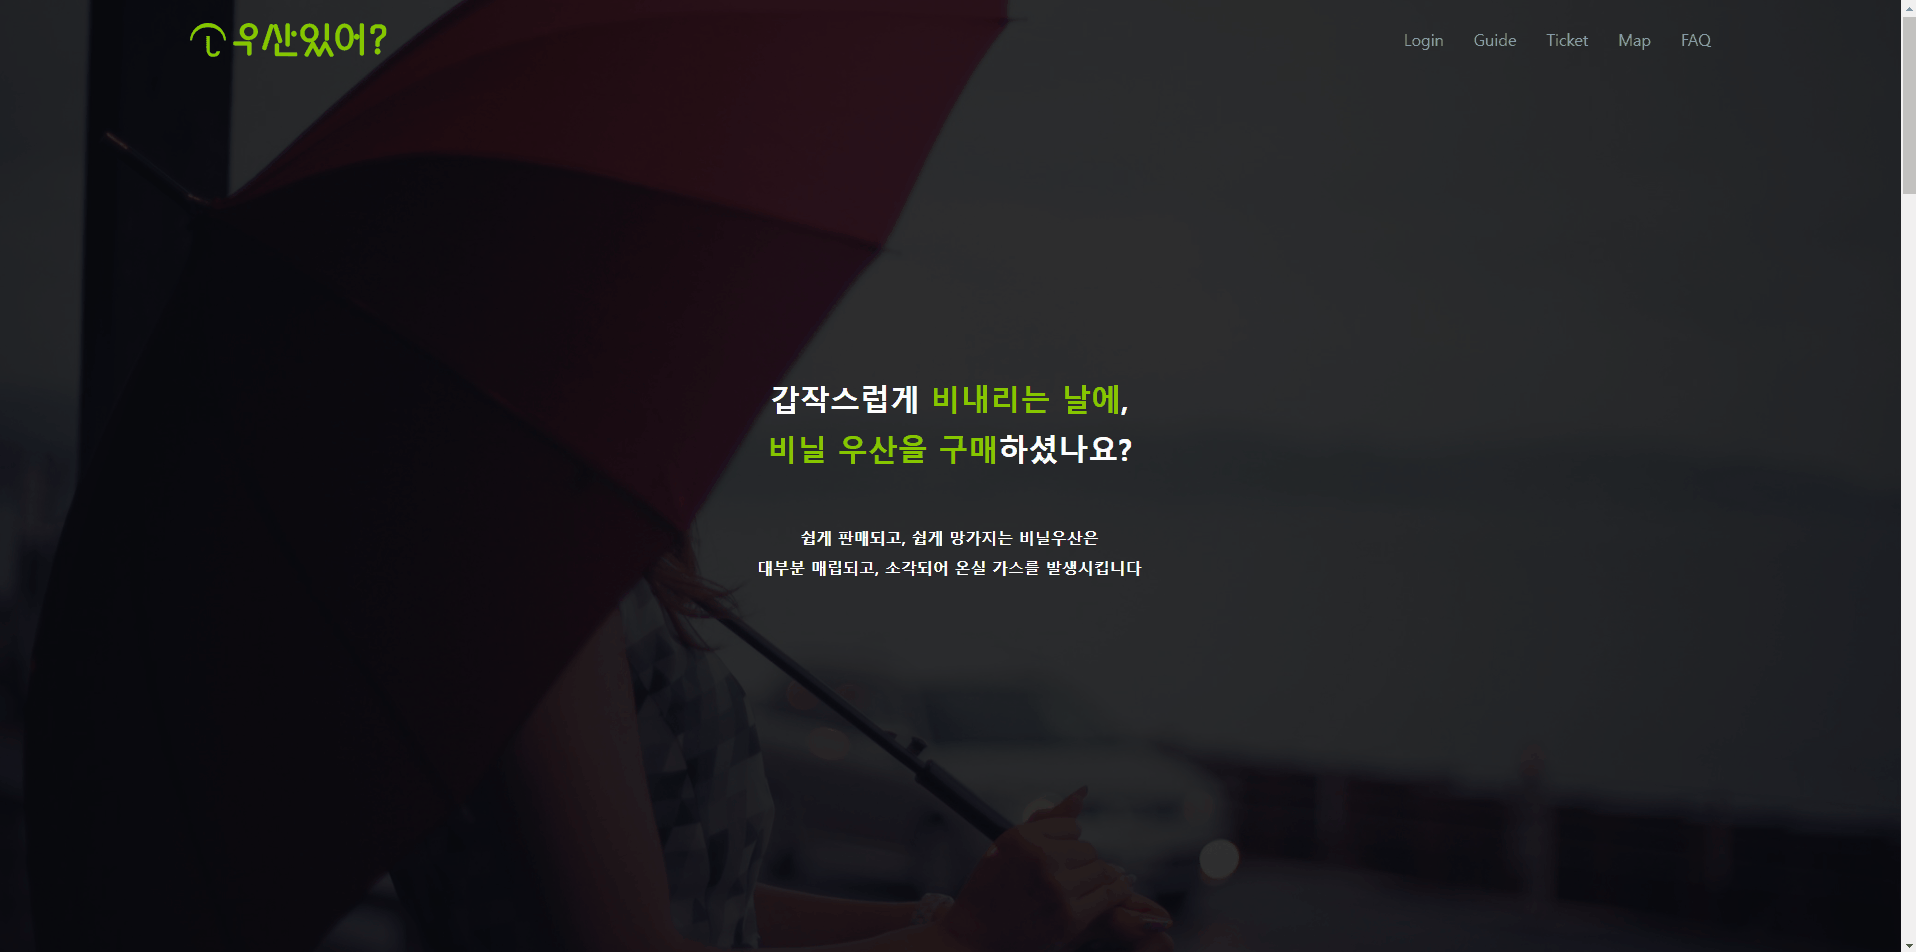 우산있어?
Login Guide Ticket Map FAQ
갑작스럽게 비내리는 날에,
비닐 우산을 구매하셨나요?
쉽게 판매되고, 쉽게 망가지는 비닐우산은
대부분 매립되고, 소각되어 온실 가스를 발생시킵니다